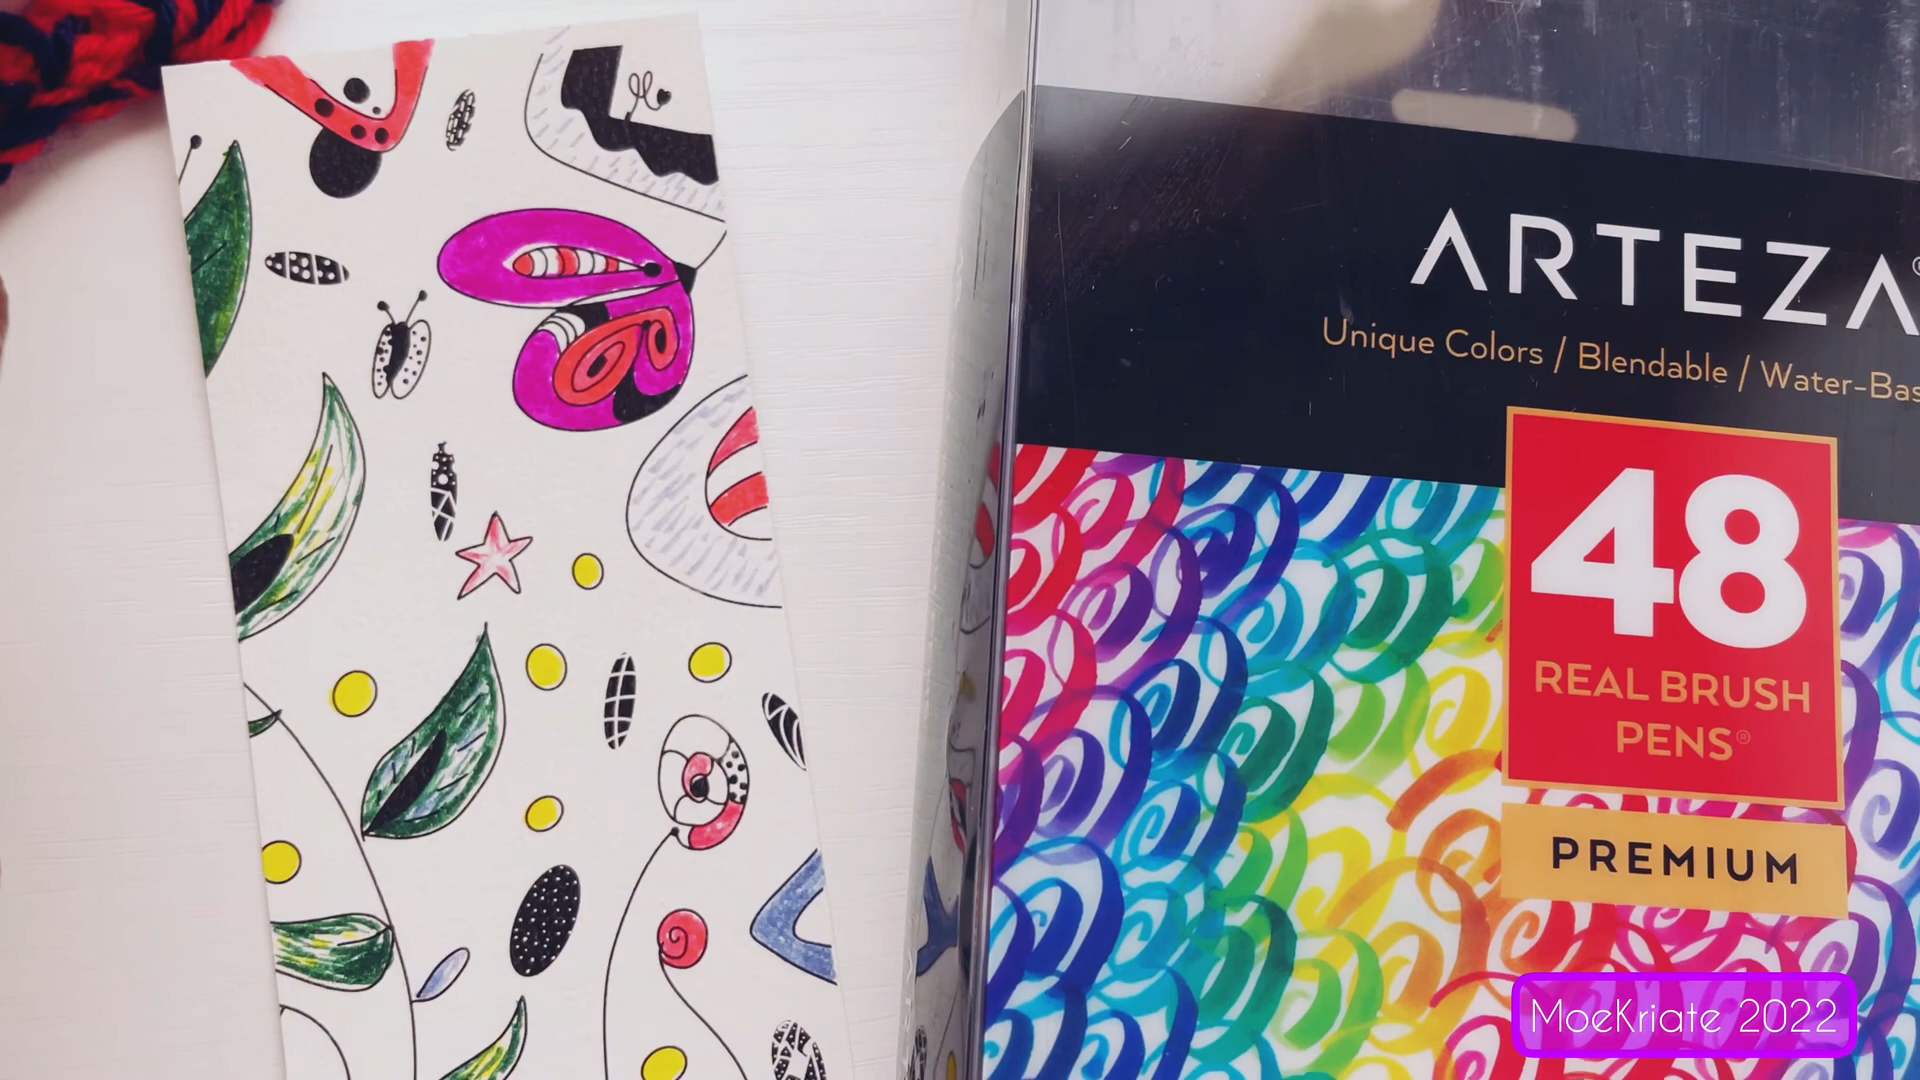 ARTEZA®
Unique Colors / Blendable / Water-Bas
48
REAL BRUSH
PENS®
PREMIUM
MoeKriate 2022